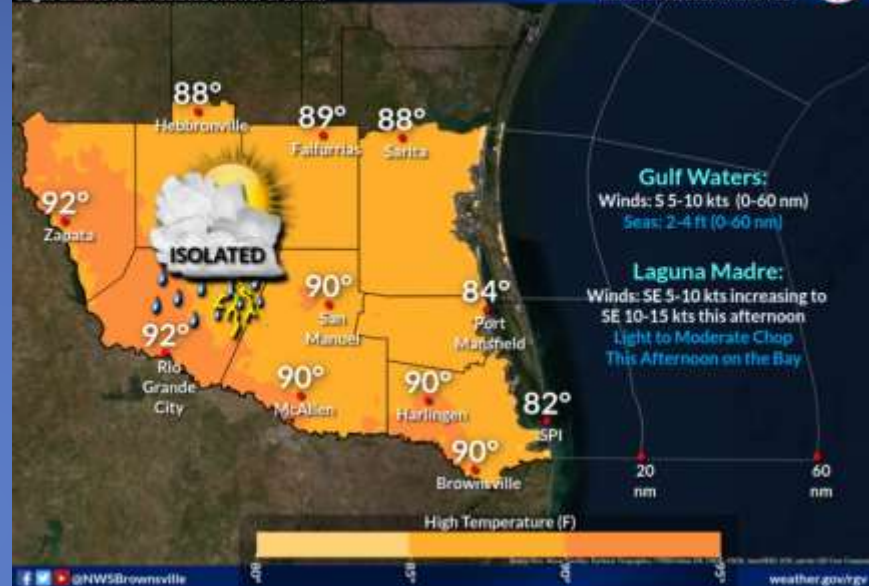 88°
Hebbronville
89°
Falfurrias
88°
Sarita
92°
Zapata
ISOLATED
Gulf Waters:
Winds: S 5-10 kts (0-60 nm)
Seas: 2-4 ft (0-60 nm)
Laguna Madre:
Winds: SE 5-10 kts increasing to
SE 10-15 kts this afternoon
Light to Moderate Chop
This Afternoon on the Bay
90°
San
Manuel
84°
Port
Mansfield
92°
Rio
Grande
City
90°
McAllen
90°
Harlingen
82°
SPI
90°
Brownsville
20
nm
60
nm
High Temperature (F)
80°
85°
90°
95°
@NWSBrownsville
weather.gov/rgv